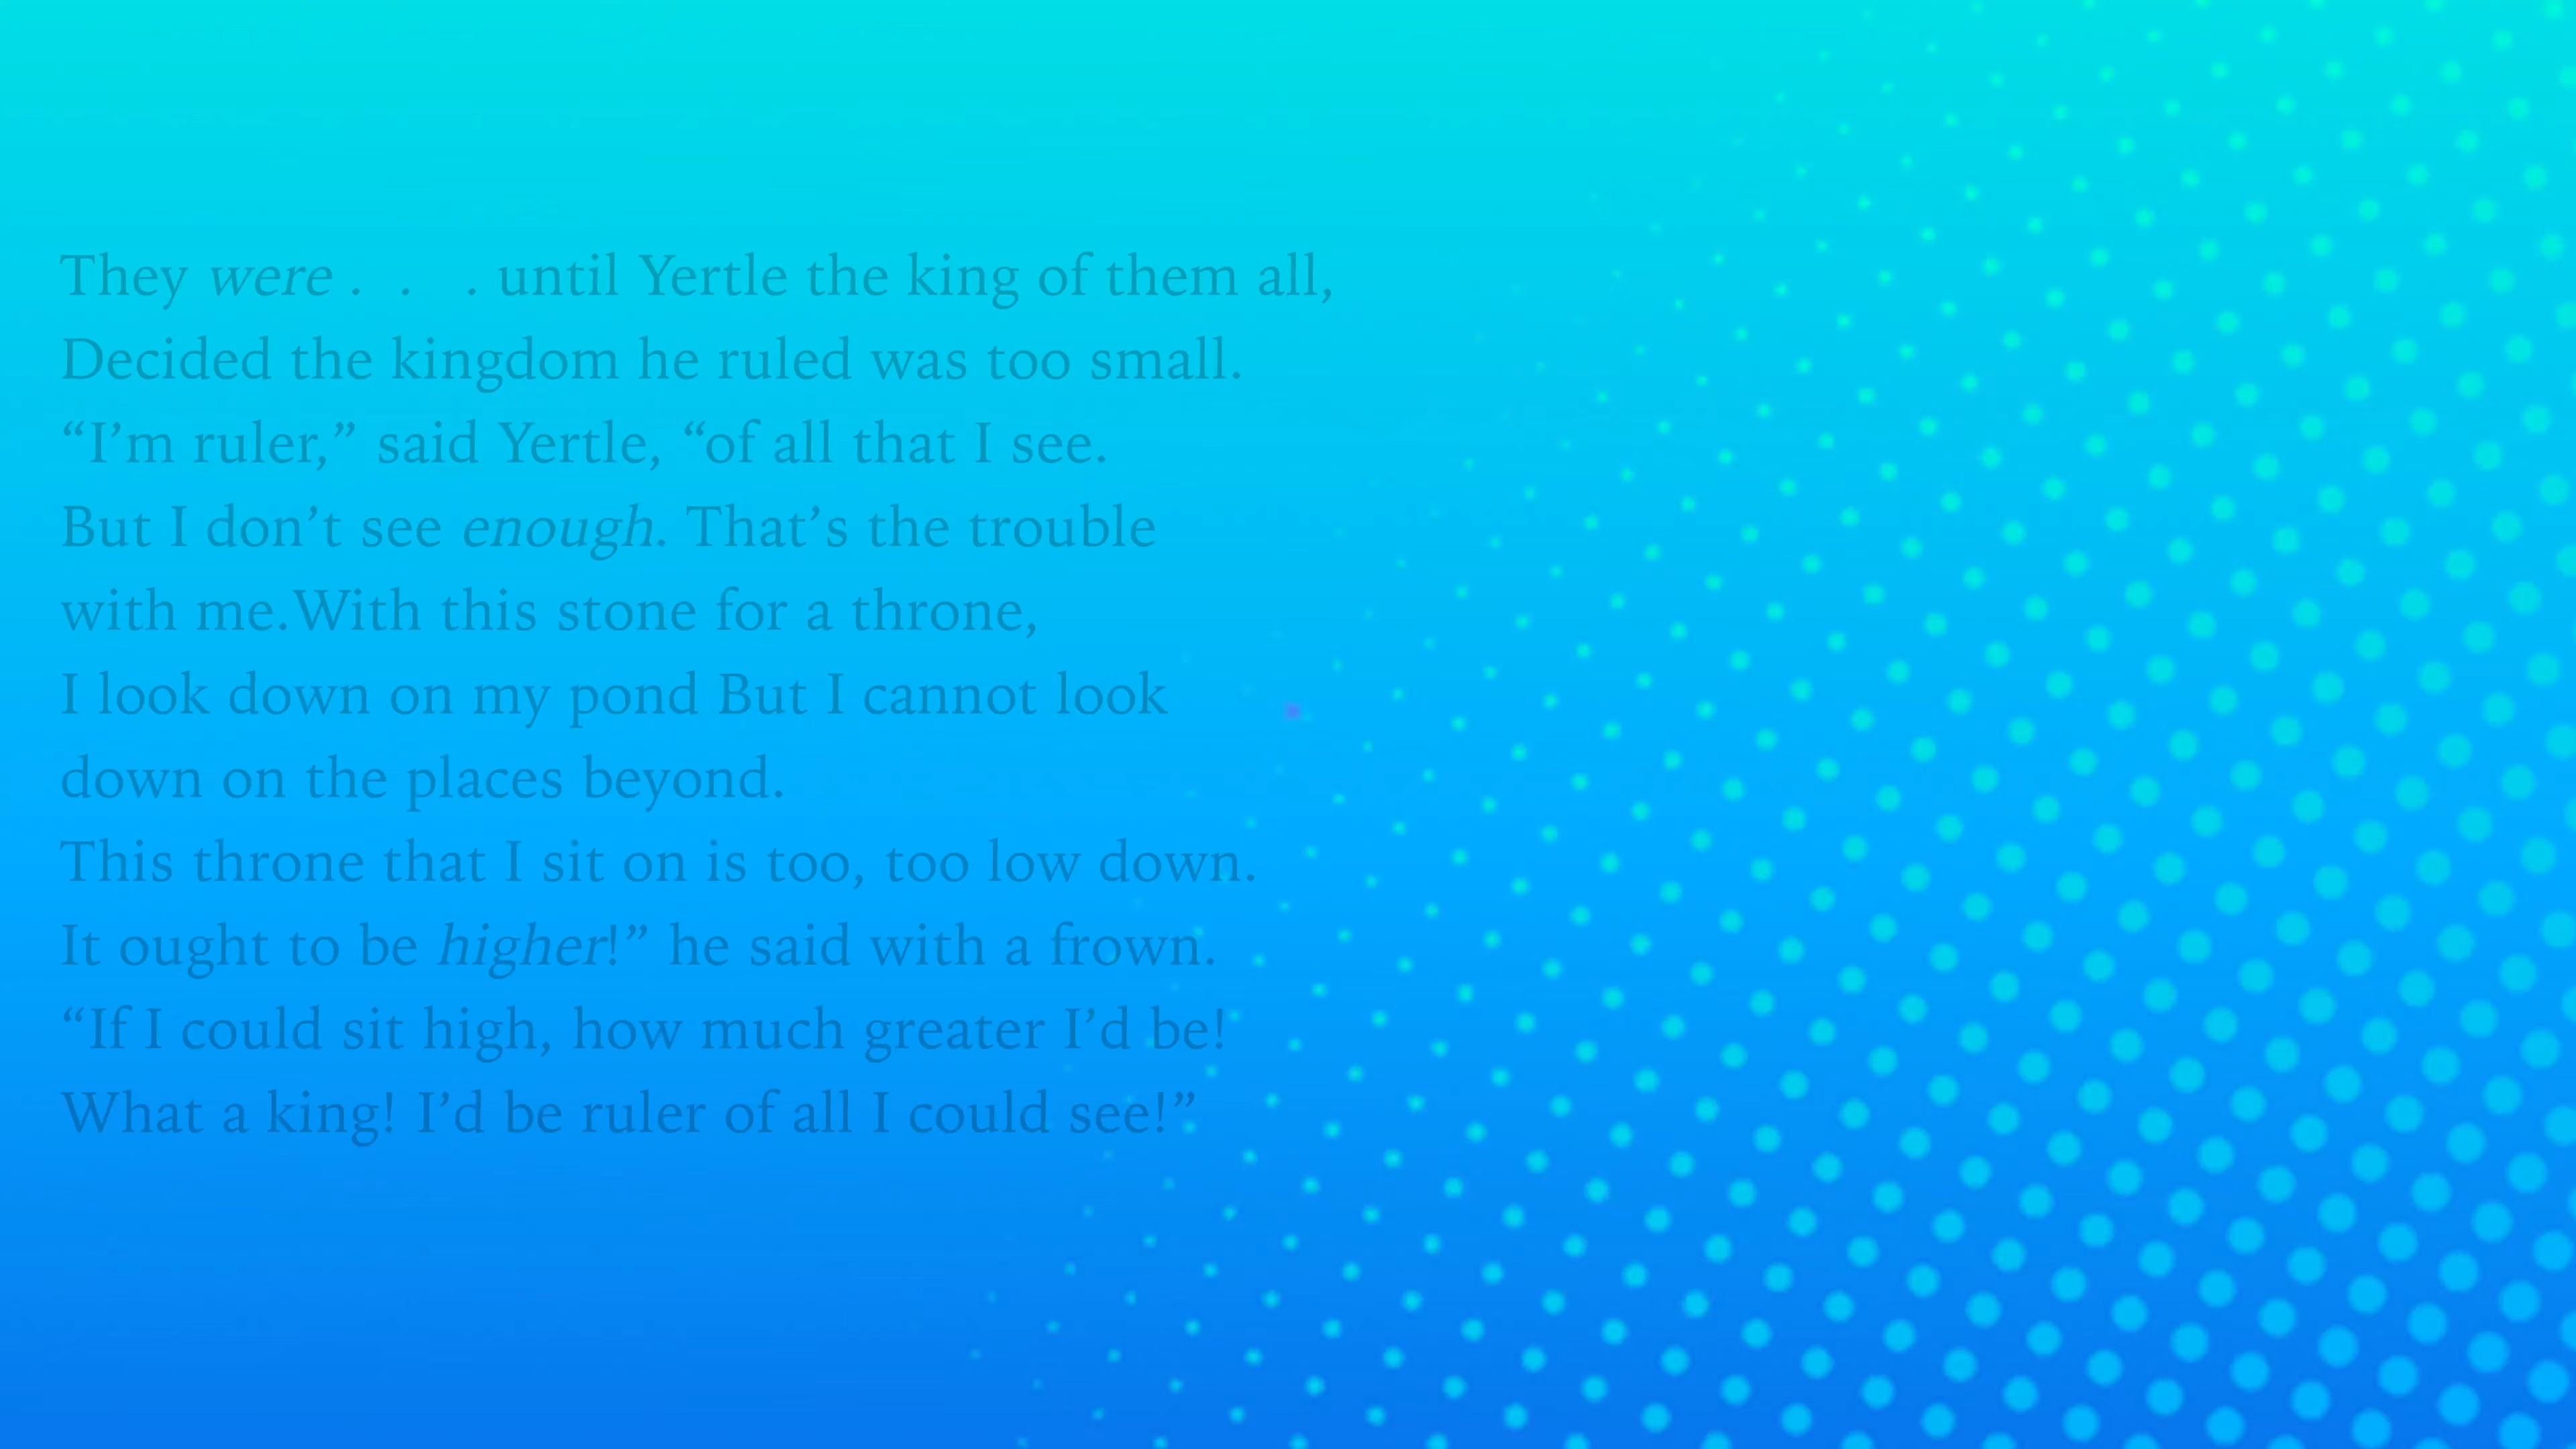 They were . . . until Yertle the king of them all,
Decided the kingdom he ruled was too small.
“I’m ruler,” said Yertle, “of all that I see.
But I don’t see enough. That’s the trouble
with me.With this stone for a throne,
I look down on my pond But I cannot look
down on the places beyond.
This throne that I sit on is too, too low down.
It ought to be higher!” he said with a frown.
“If I could sit high, how much greater I’d be!
What a king! I’d be ruler of all I could see!”